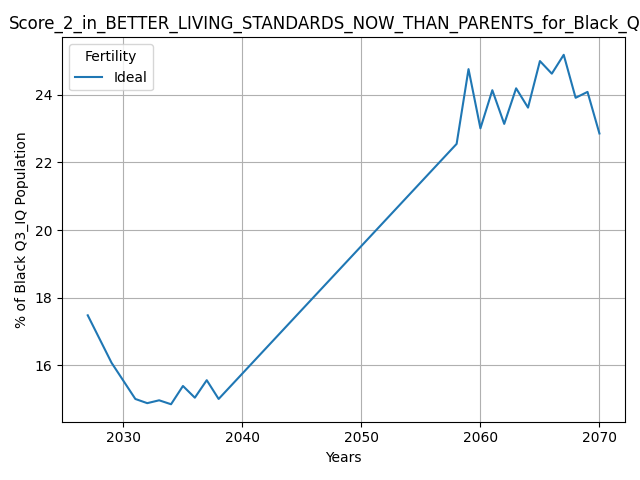 Score_2_in_BETTER_LIVING_STANDARDS_NOW_THAN_PARENTS_for_Black_Q
Fertility
Ideal
% of Black Q3_IQ Population
24
22
20
18
16
2030 2040 2050 2060 2070
Years